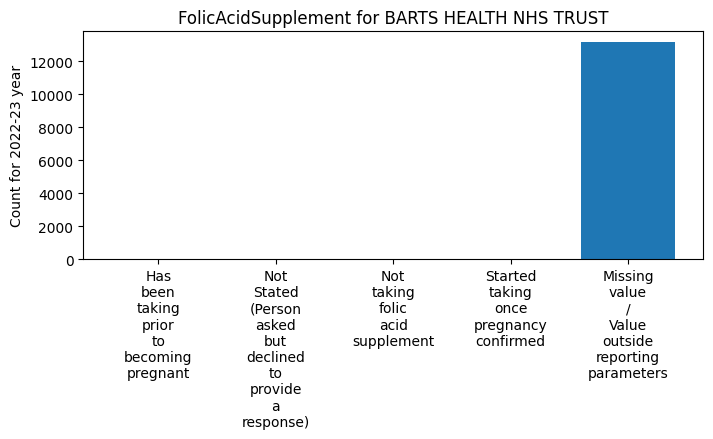 FolicAcidSupplement for BARTS HEALTH NHS TRUST
Count for 2022-23 year
12000
10000
8000
6000
4000
2000
0
Has
been
taking
prior
to
becoming
pregnant
Not
Stated
(Person
asked
but
declined
to
provide
a
response)
Not
taking
folic
acid
supplement
Started
taking
once
pregnancy
confirmed
Missing
value
/
Value
outside
reporting
parameters